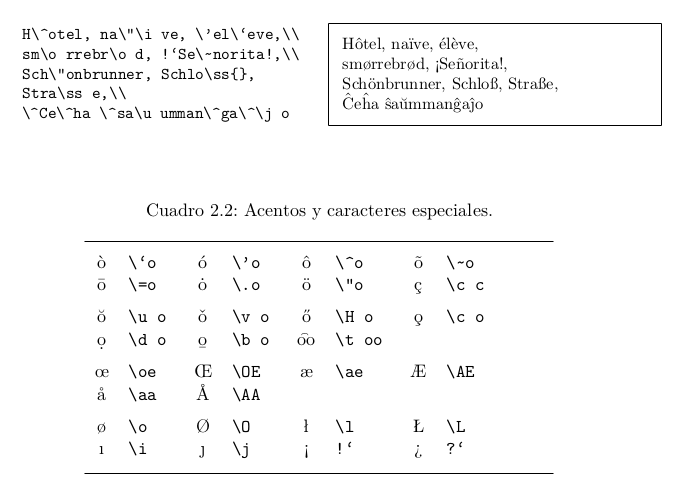 H\^otel, na\"\i ve, \'el\`eve,\\
sm\o rrebr\o d, !`Se\~norita!,\\
Sch\"onbrunner, Schlo\ss{},
Stra\ss e,\\
\^Ce\^ha \^sa\u umman\^ga\^\j o
Hôtel, naïve, élève,
smørrebrød, ¡Señorita!,
Schönbrunner, Schloß, Straße,
Ĉeĥa ŝaŭmmanĝaĵo
Cuadro 2.2: Acentos y caracteres especiales.
ò \`o ó \'o ô \^o õ \~o
ō \=o ȯ \.o ö \"o ç \c c
ŏ \u o ǒ \v o ő \H o o̧ \c o
ọ \d o o̱ \b o o͡o \t oo
œ \oe Œ \OE æ \ae Æ \AE
å \aa Å \AA
ø \o Ø \O ł \l Ł \L
ı \i ȷ \j ¡ !` ¿ ?`